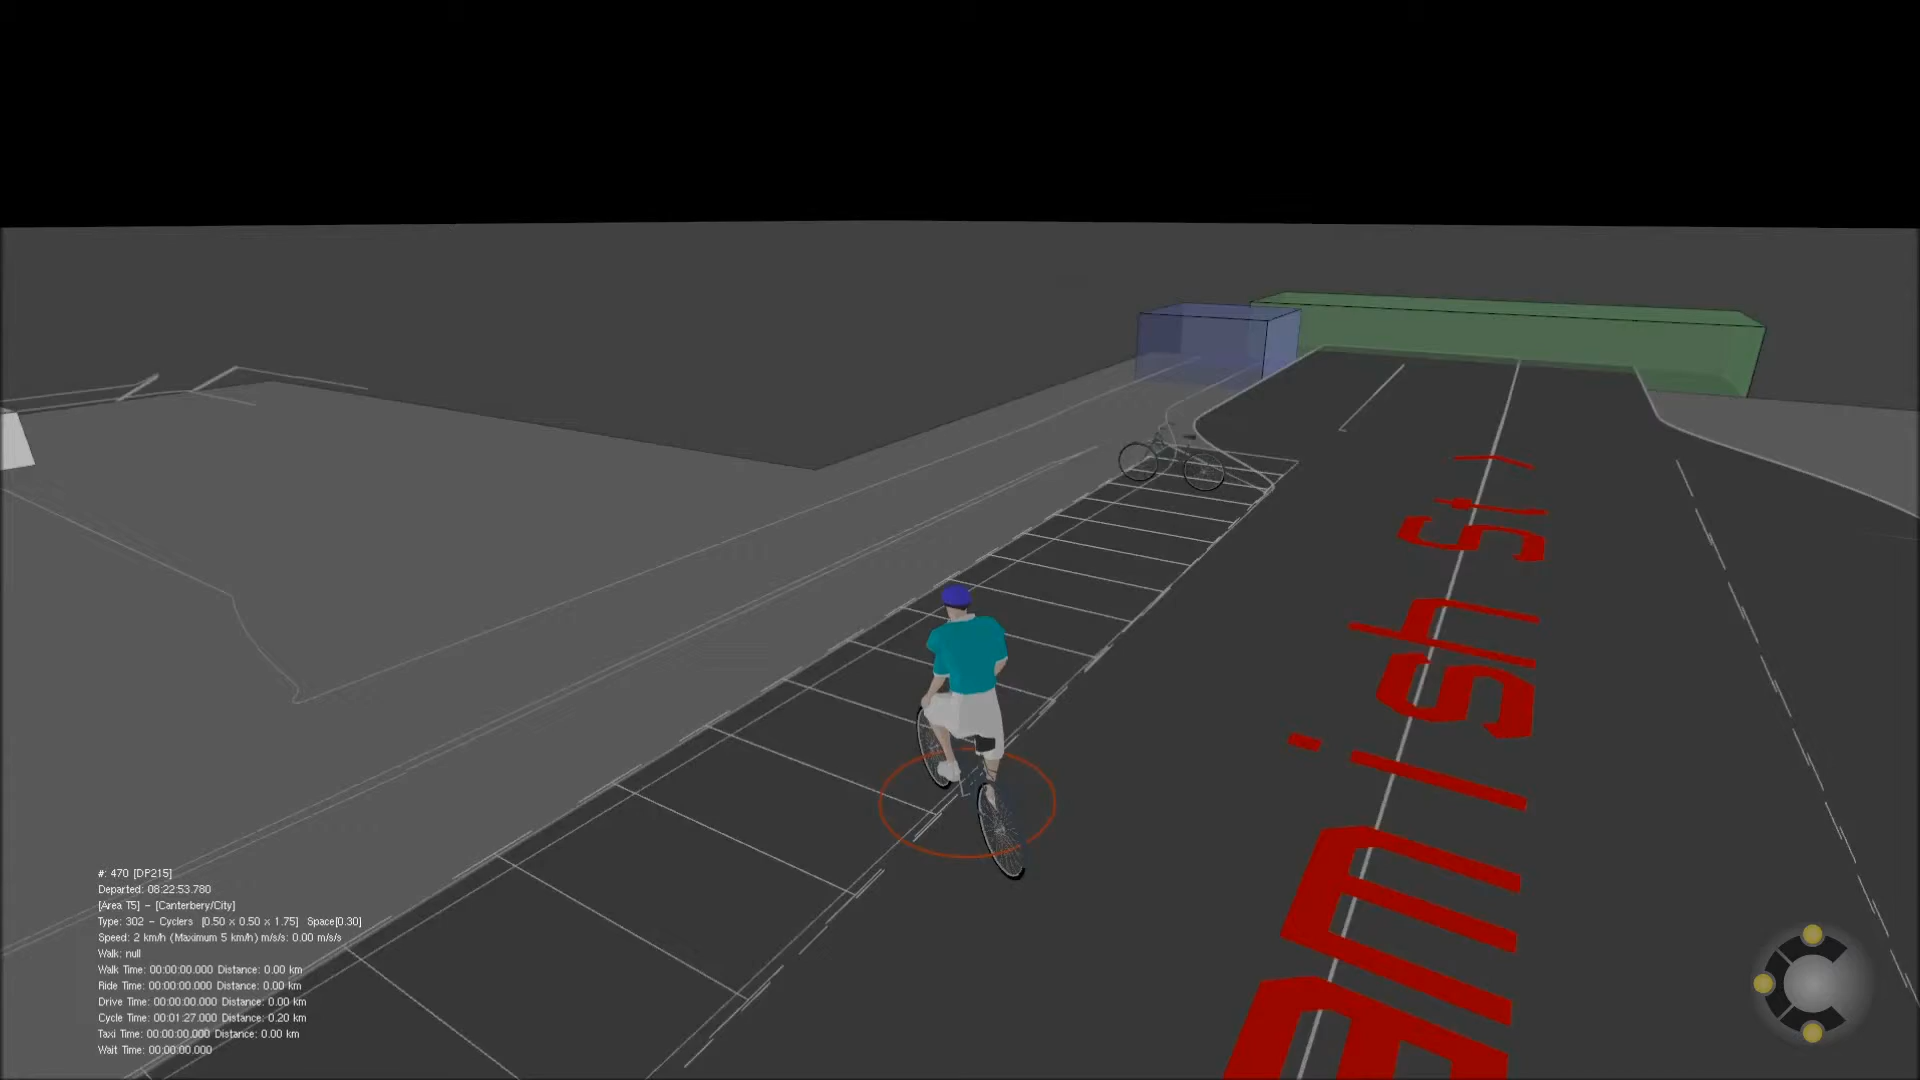 amish St)
#: 470 [DP215]
Departed: 08:22:53.780
[Area T5] - [Canterbery/City]
Type: 302 - Cyclers [0.50 x 0.50 x 1.75] Space[0.30]
Speed: 2 km/h (Maximum 5 km/h) m/s/s: 0.00 m/s/s
Walk: null
Walk Time: 00:00:00.000 Distance: 0.00 km
Ride Time: 00:00:00.000 Distance: 0.00 km
Drive Time: 00:00:00.000 Distance: 0.00 km
Cycle Time: 00:01:27.000 Distance: 0.20 km
Taxi Time: 00:00:00.000 Distance: 0.00 km
Wait Time: 00:00:00.000